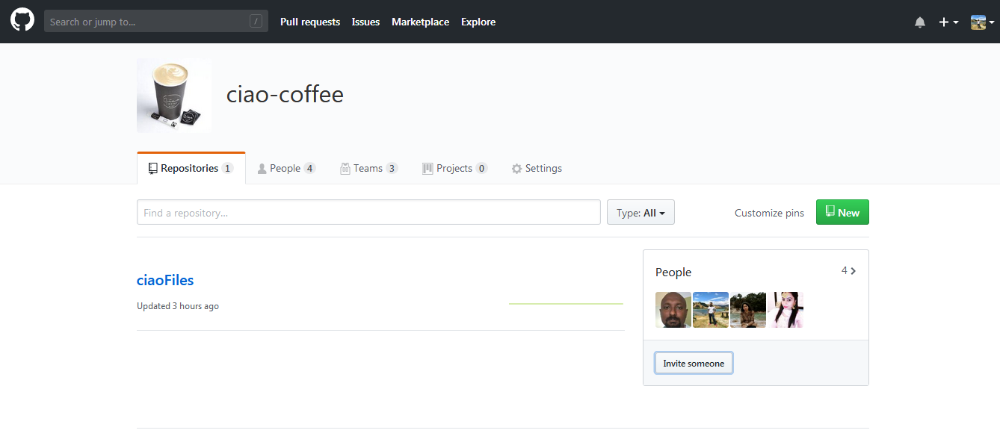 Search or jump to... /
Pull requests Issues Marketplace Explore
ciao-coffee
Repositories 1 People 4 Teams 3 Projects 0 Settings
Find a repository... Type: All Customize pins New
People 4
ciaoFiles
Updated 3 hours ago
Invite someone